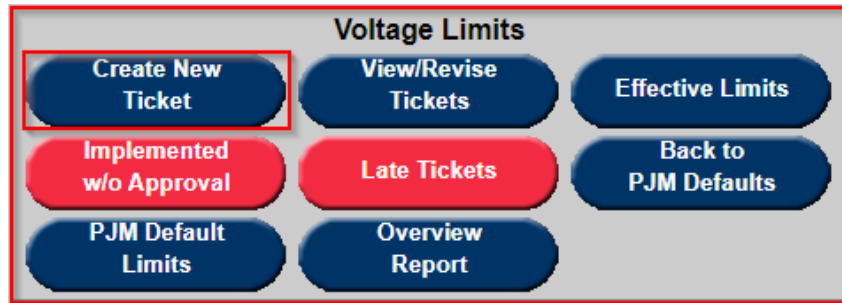 Voltage Limits
Create New
Ticket
View/Revise
Tickets
Effective Limits
Implemented
w/o Approval
Late Tickets
Back to
PJM Defaults
PJM Default
Limits
Overview
Report